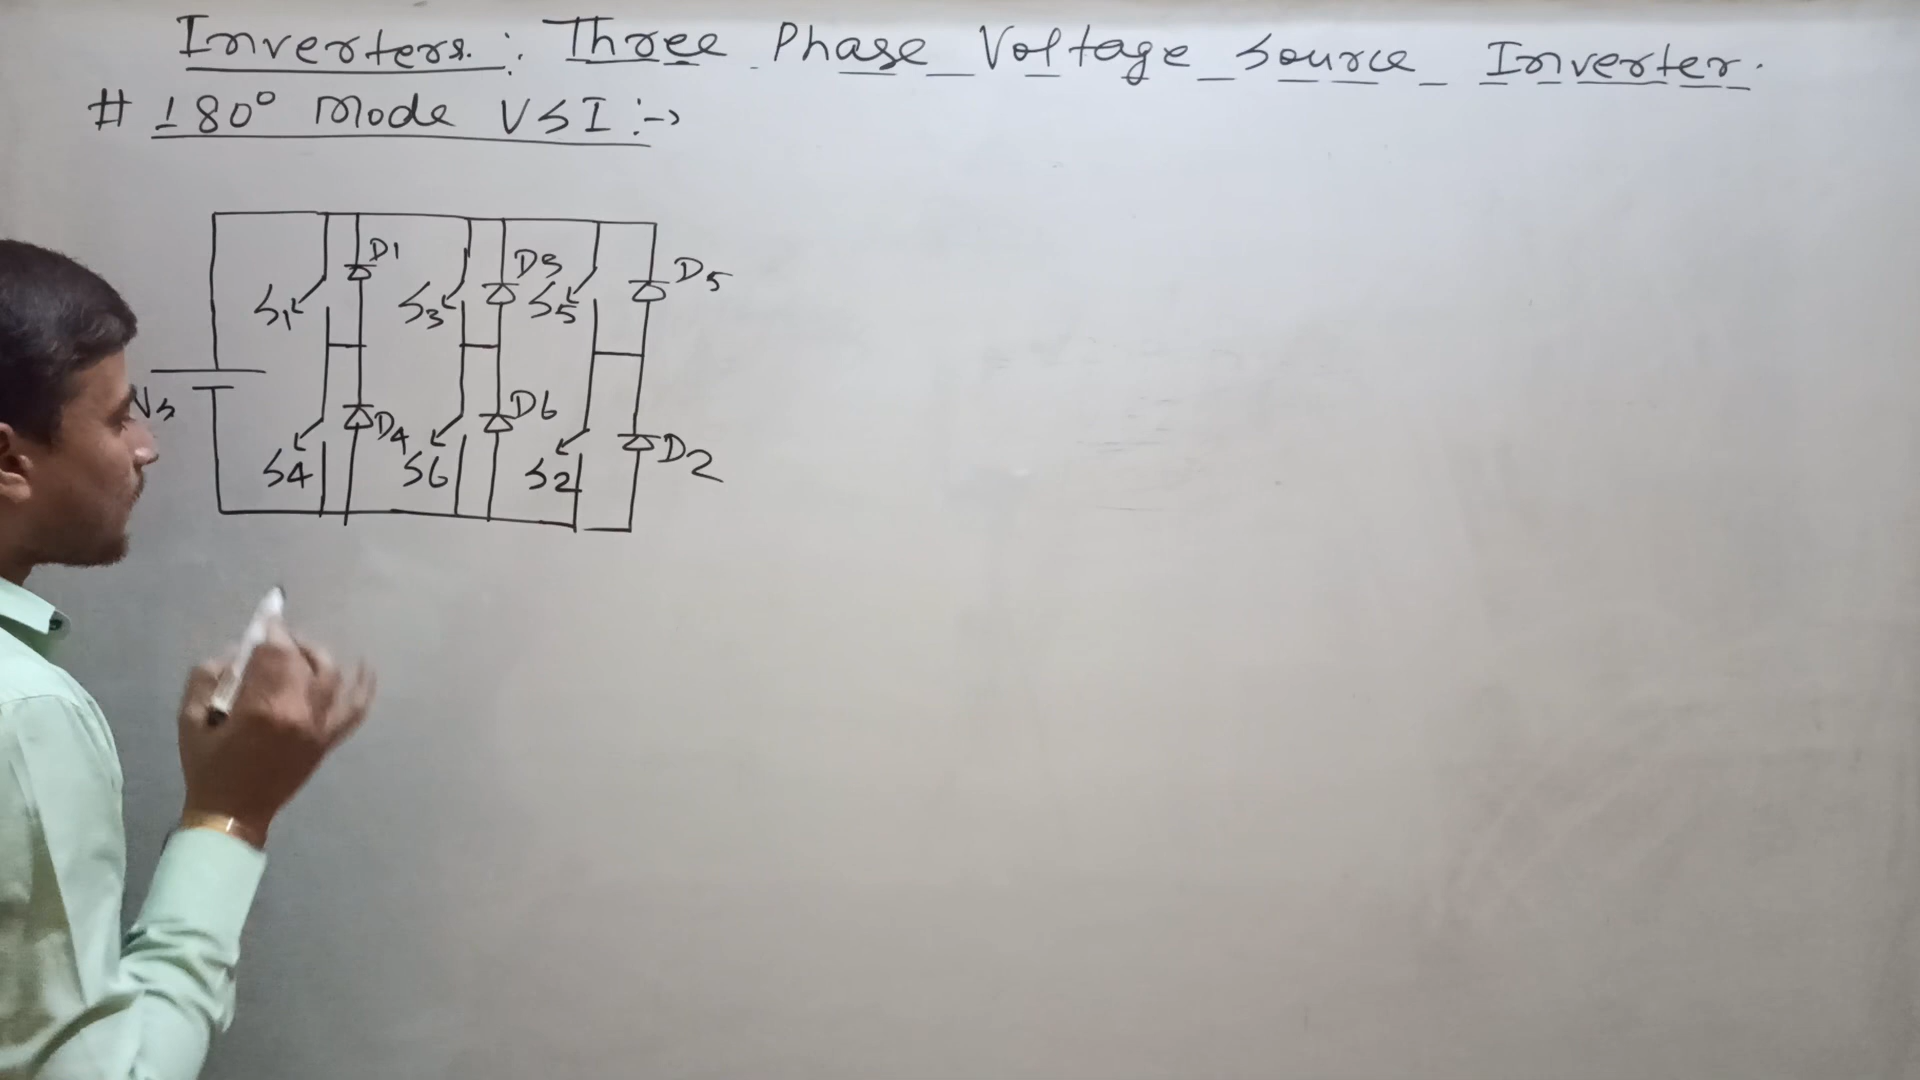 Inverters: Three Phase Voltage Source Inverter.
# 180° Mode VSI :->
D1
D3
D5
S1
S3
S5
Vs
D4
D6
D2
S4
S6
S2